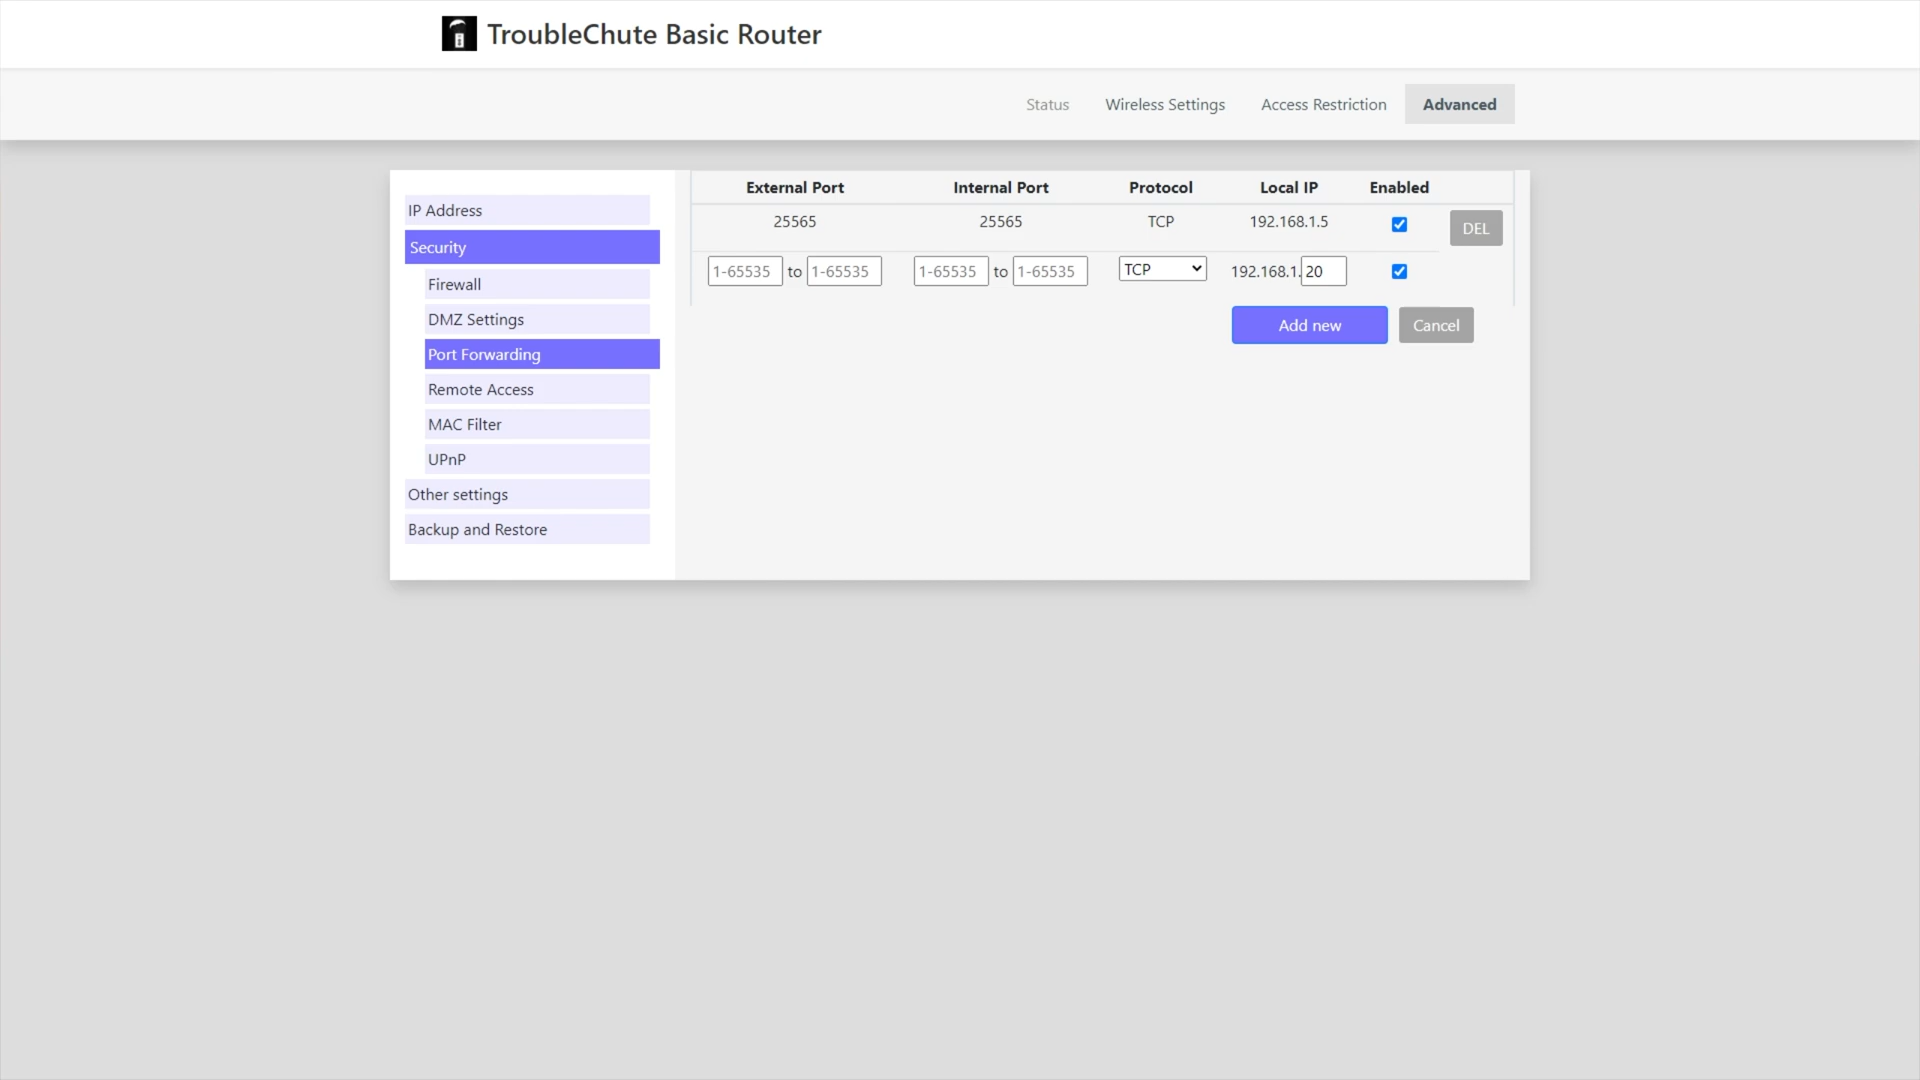 TroubleChute Basic Router
Status Wireless Settings Access Restriction Advanced
IP Address
Security
Firewall
DMZ Settings
Port Forwarding
Remote Access
MAC Filter
UPnP
Other settings
Backup and Restore
External Port Internal Port Protocol Local IP Enabled
25565 25565 TCP 192.168.1.5 DEL
1-65535 to 1-65535 1-65535 to 1-65535 TCP 192.168.1. 20
Add new Cancel